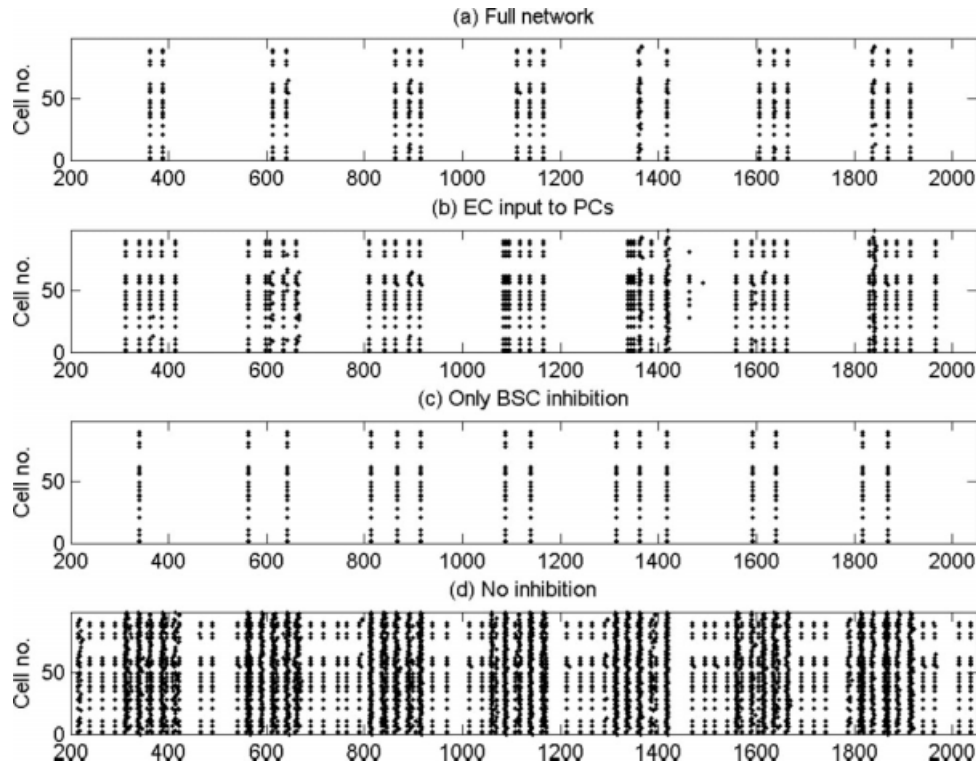 (a) Full network
Cell no.
50
0
200 400 600 800 1000 1200 1400 1600 1800 2000
(b) EC input to PCs
Cell no.
50
0
200 400 600 800 1000 1200 1400 1600 1800 2000
(c) Only BSC inhibition
Cell no.
50
0
200 400 600 800 1000 1200 1400 1600 1800 2000
(d) No inhibition
Cell no.
50
0
200 400 600 800 1000 1200 1400 1600 1800 2000